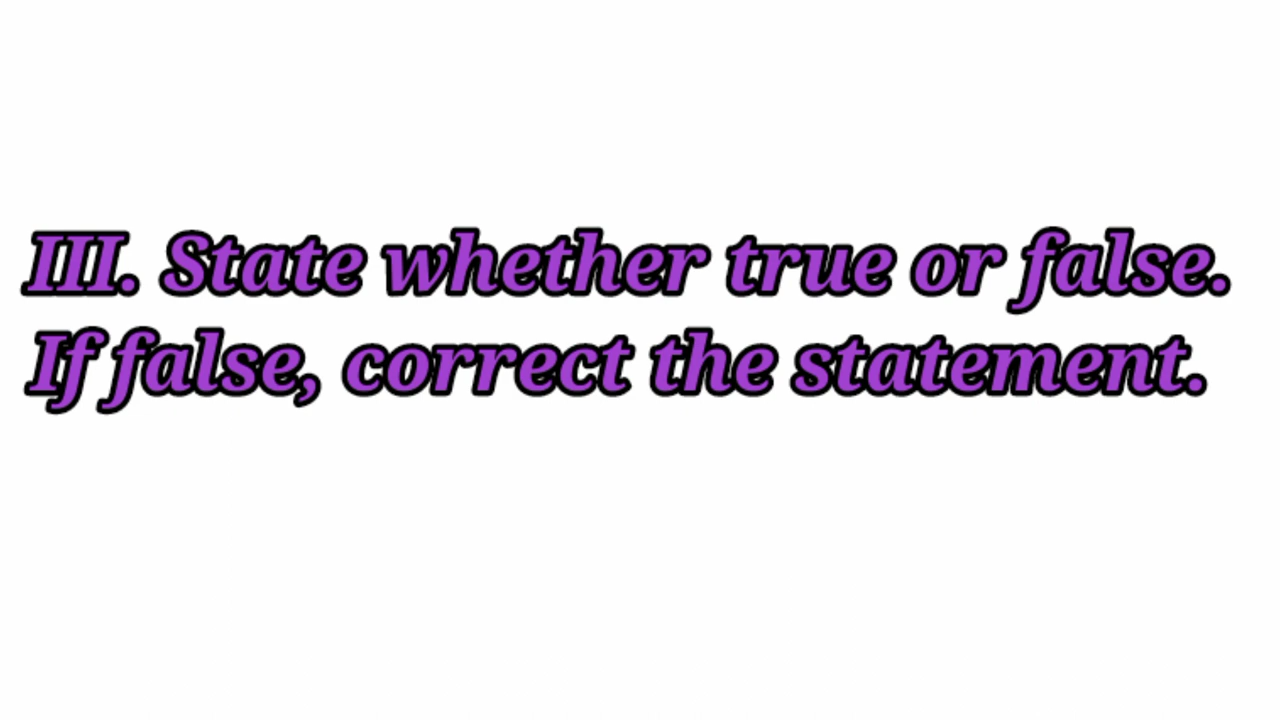 III. State whether true or false.
If false, correct the statement.